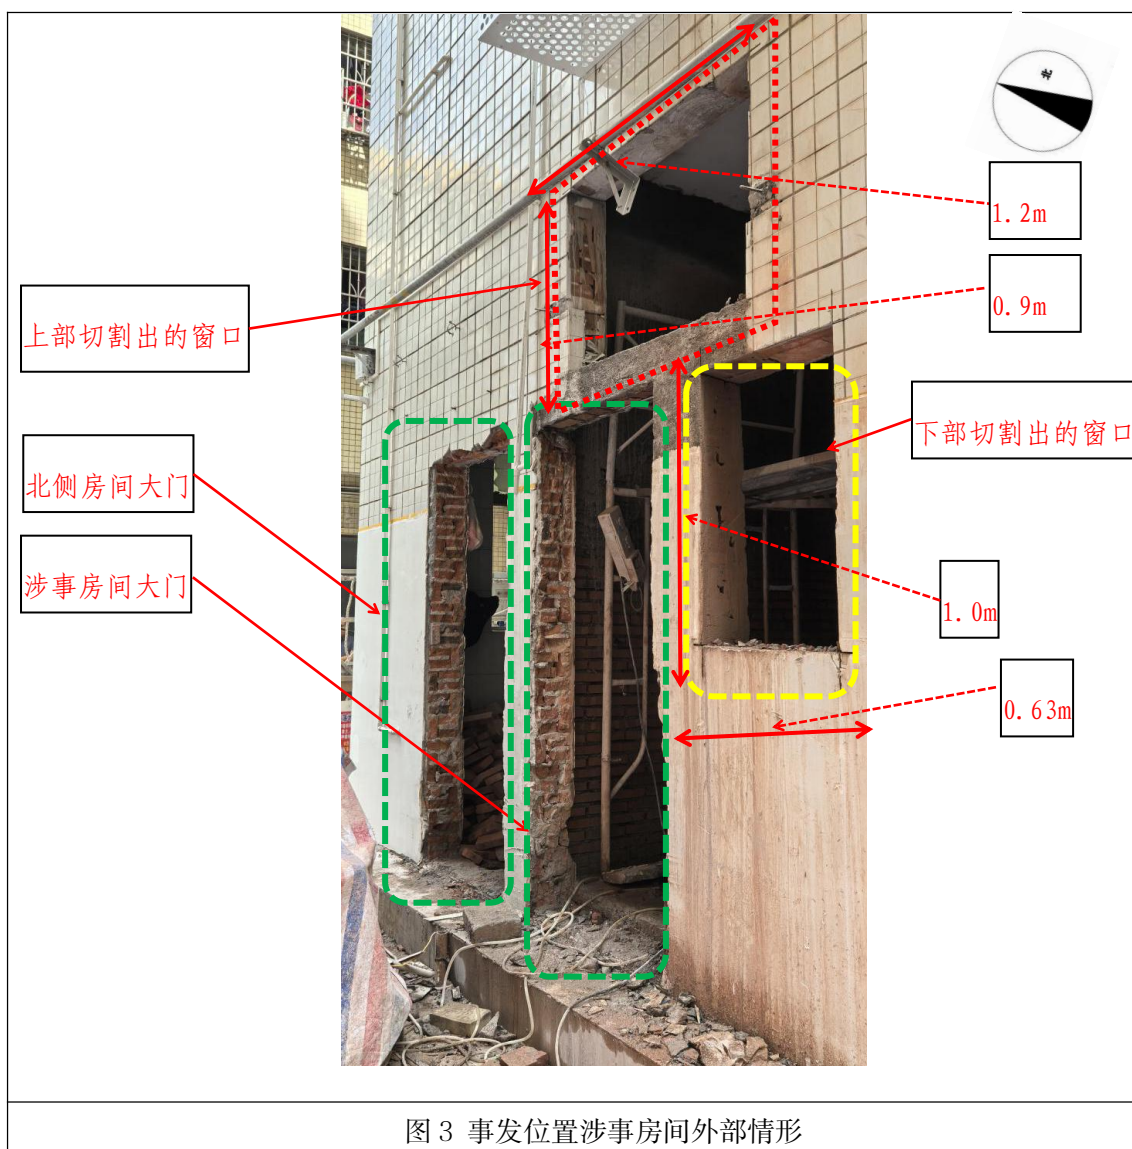 北
1.2m
0.9m
上部切割出的窗口
下部切割出的窗口
北侧房间大门
涉事房间大门
1.0m
0.63m
图 3 事发位置涉事房间外部情形